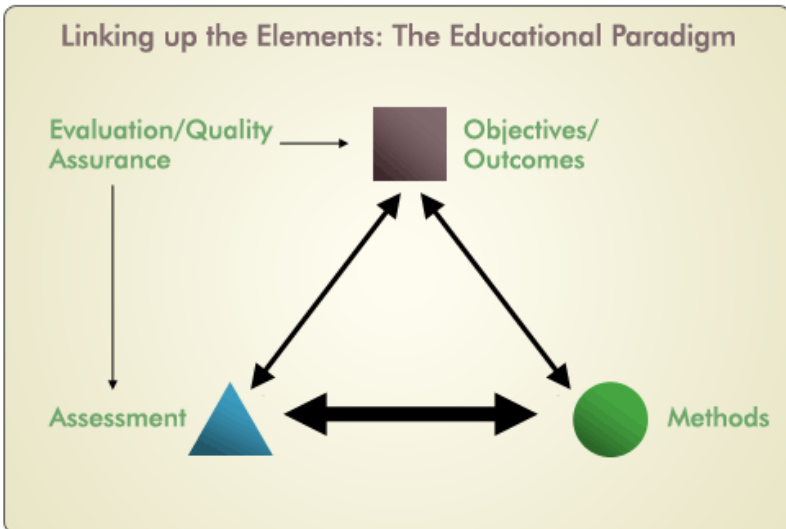 Linking up the Elements: The Educational Paradigm
Evaluation/Quality
Assurance
Objectives/
Outcomes
Assessment
Methods